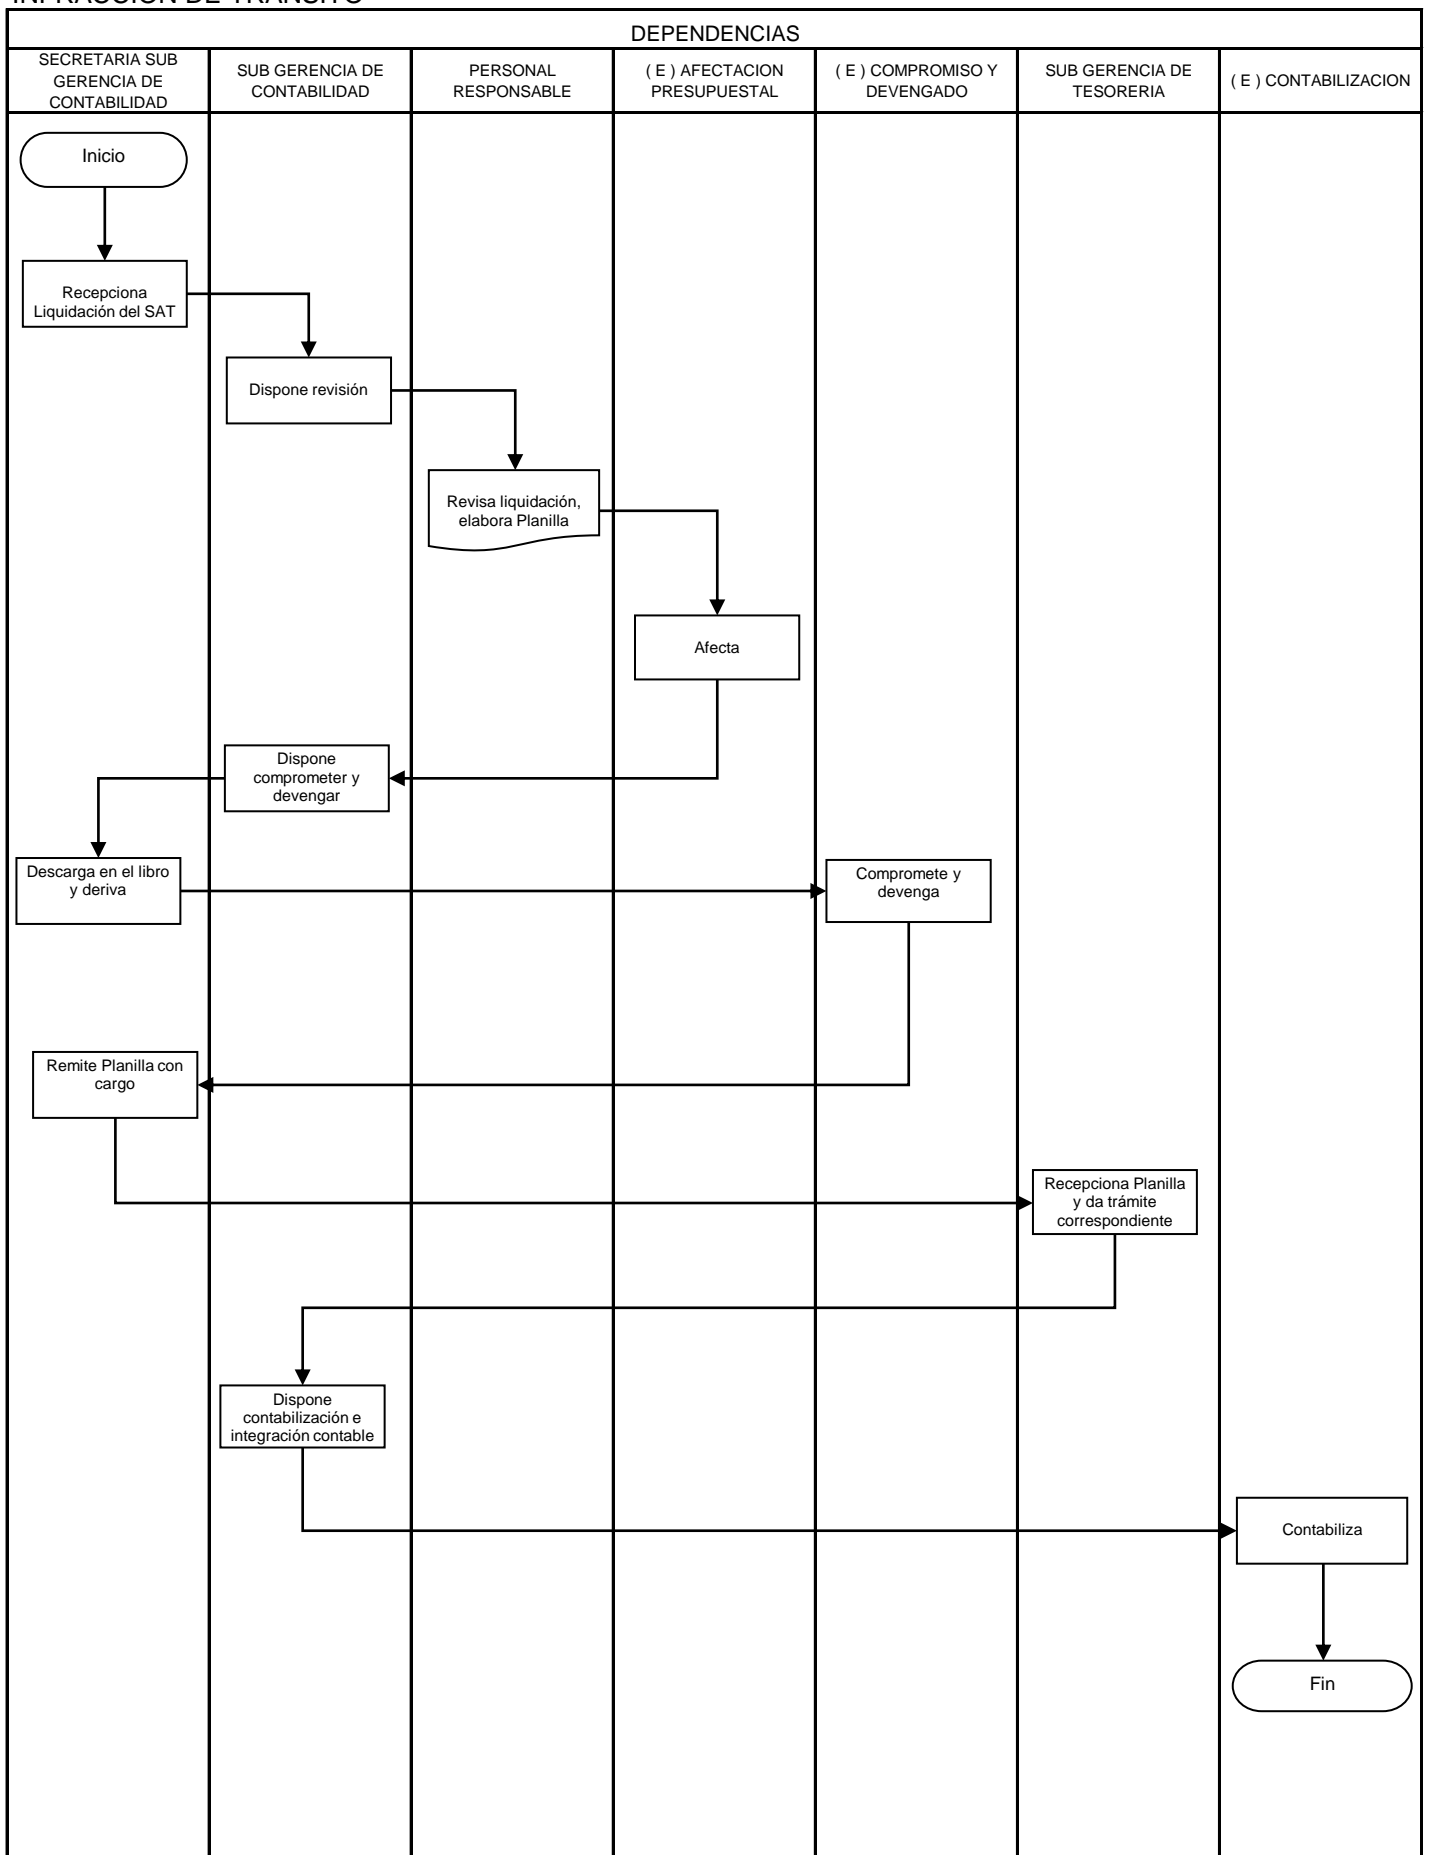 INFRACCION DE TRANSITO
DEPENDENCIAS
SECRETARIA SUB
GERENCIA DE
CONTABILIDAD
SUB GERENCIA DE
CONTABILIDAD
PERSONAL
RESPONSABLE
( E ) AFECTACION
PRESUPUESTAL
( E ) COMPROMISO Y
DEVENGADO
SUB GERENCIA DE
TESORERIA
( E ) CONTABILIZACION
Inicio
Recepciona
Liquidación del SAT
Dispone revisión
Revisa liquidación,
elabora Planilla
Afecta
Dispone
comprometer y
devengar
Descarga en el libro
y deriva
Compromete y
devenga
Remite Planilla con
cargo
Recepciona Planilla
y da trámite
correspondiente
Dispone
contabilización e
integración contable
Contabiliza
Fin